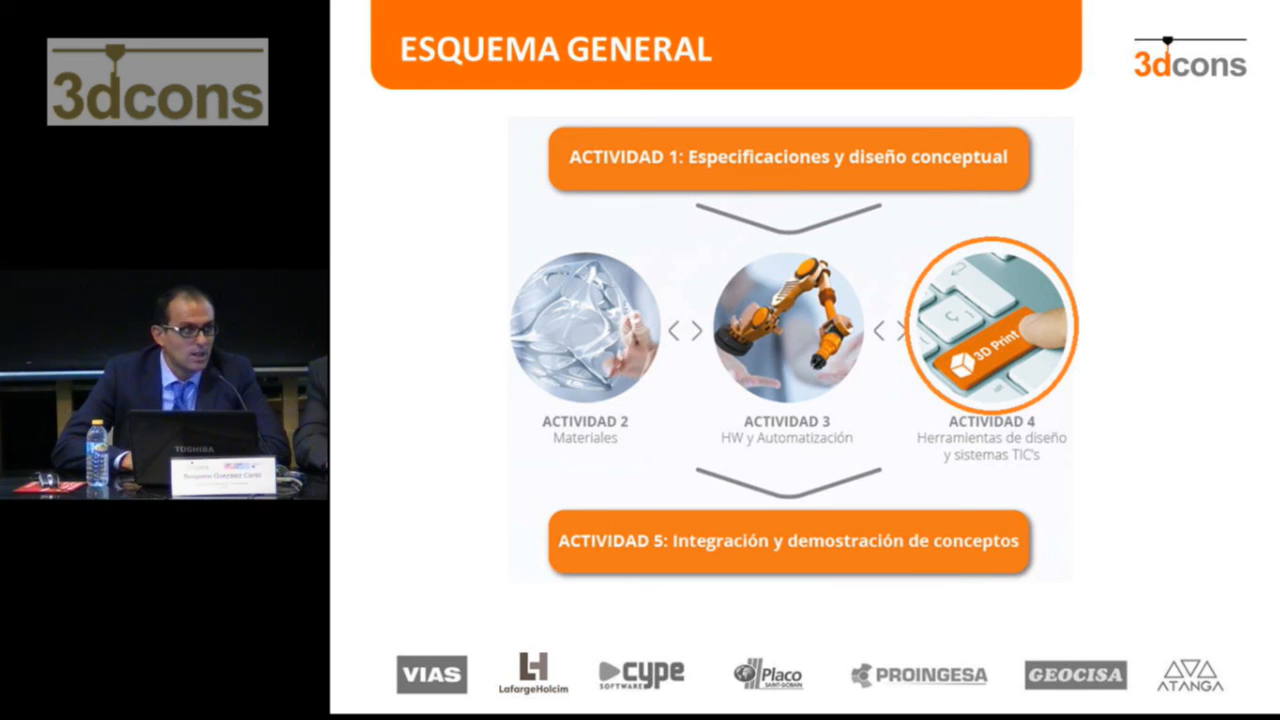 3dcons
ESQUEMA GENERAL
3dcons
ACTIVIDAD 1: Especificaciones y diseño conceptual
3D Print
ACTIVIDAD 2
Materiales
ACTIVIDAD 3
HW y Automatización
ACTIVIDAD 4
Herramientas de diseño
y sistemas TIC's
ACTIVIDAD 5: Integración y demostración de conceptos
TOSHIBA
VIAS
LafargeHolcim
cype
SOFTWARE
Placo
SAINT-GOBAIN
PROINGESA
GEOCISA
ATANGA